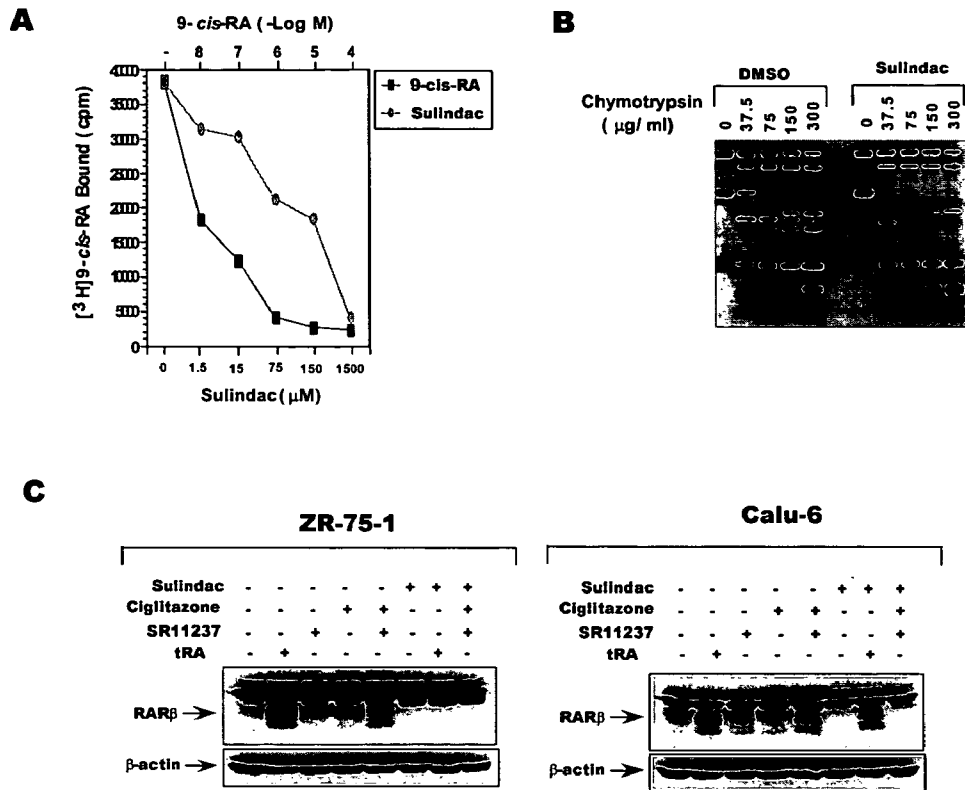 A
9-cis-RA (-Log M)
- 8 7 6 5 4
[³H]9-cis-RA Bound (cpm)
4000
3500
3000
2500
2000
1500
1000
500
0
9-cis-RA
Sulindac
0 1.5 15 75 150 1500
Sulindac (μM)
B
DMSO Sulindac
Chymotrypsin
(μg/ml)
0 37.5 75 150 300 0 37.5 75 150 300
C
ZR-75-1
Sulindac - - - - - + + +
Ciglitazone - - - + + - - +
SR11237 - - + - + - - +
tRA - + - - - - + -
RARβ
β-actin
Calu-6
Sulindac - - - - - + + +
Ciglitazone - - - + + - - +
SR11237 - - + - + - - +
tRA - + - - - - + -
RARβ
β-actin